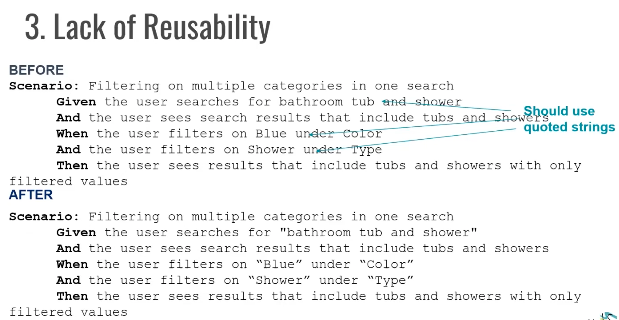 3. Lack of Reusability
BEFORE
Scenario: Filtering on multiple categories in one search
Given the user searches for bathroom tub and shower
And the user sees search results that include tubs and showers
When the user filters on Blue under Color
And the user filters on Shower under Type
Then the user sees results that include tubs and showers with only
filtered values
Should use
quoted strings
AFTER
Scenario: Filtering on multiple categories in one search
Given the user searches for "bathroom tub and shower"
And the user sees search results that include tubs and showers
When the user filters on “Blue” under “Color”
And the user filters on “Shower” under “Type”
Then the user sees results that include tubs and showers with only
filtered values